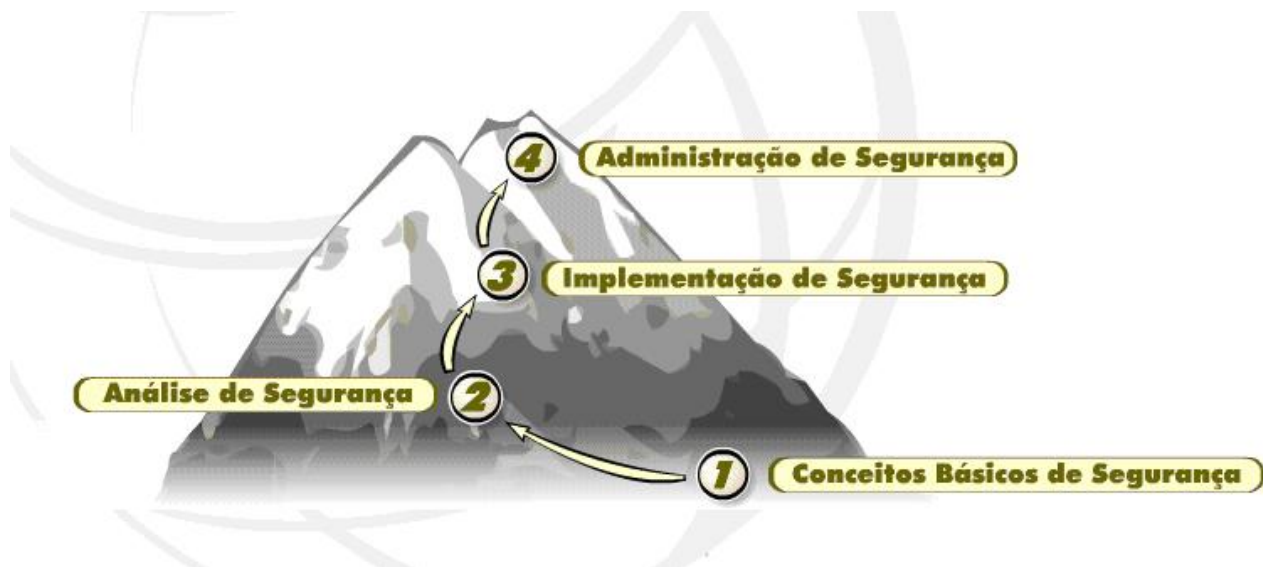 4 Administração de Segurança
3 Implementação de Segurança
Análise de Segurança 2
1 Conceitos Básicos de Segurança